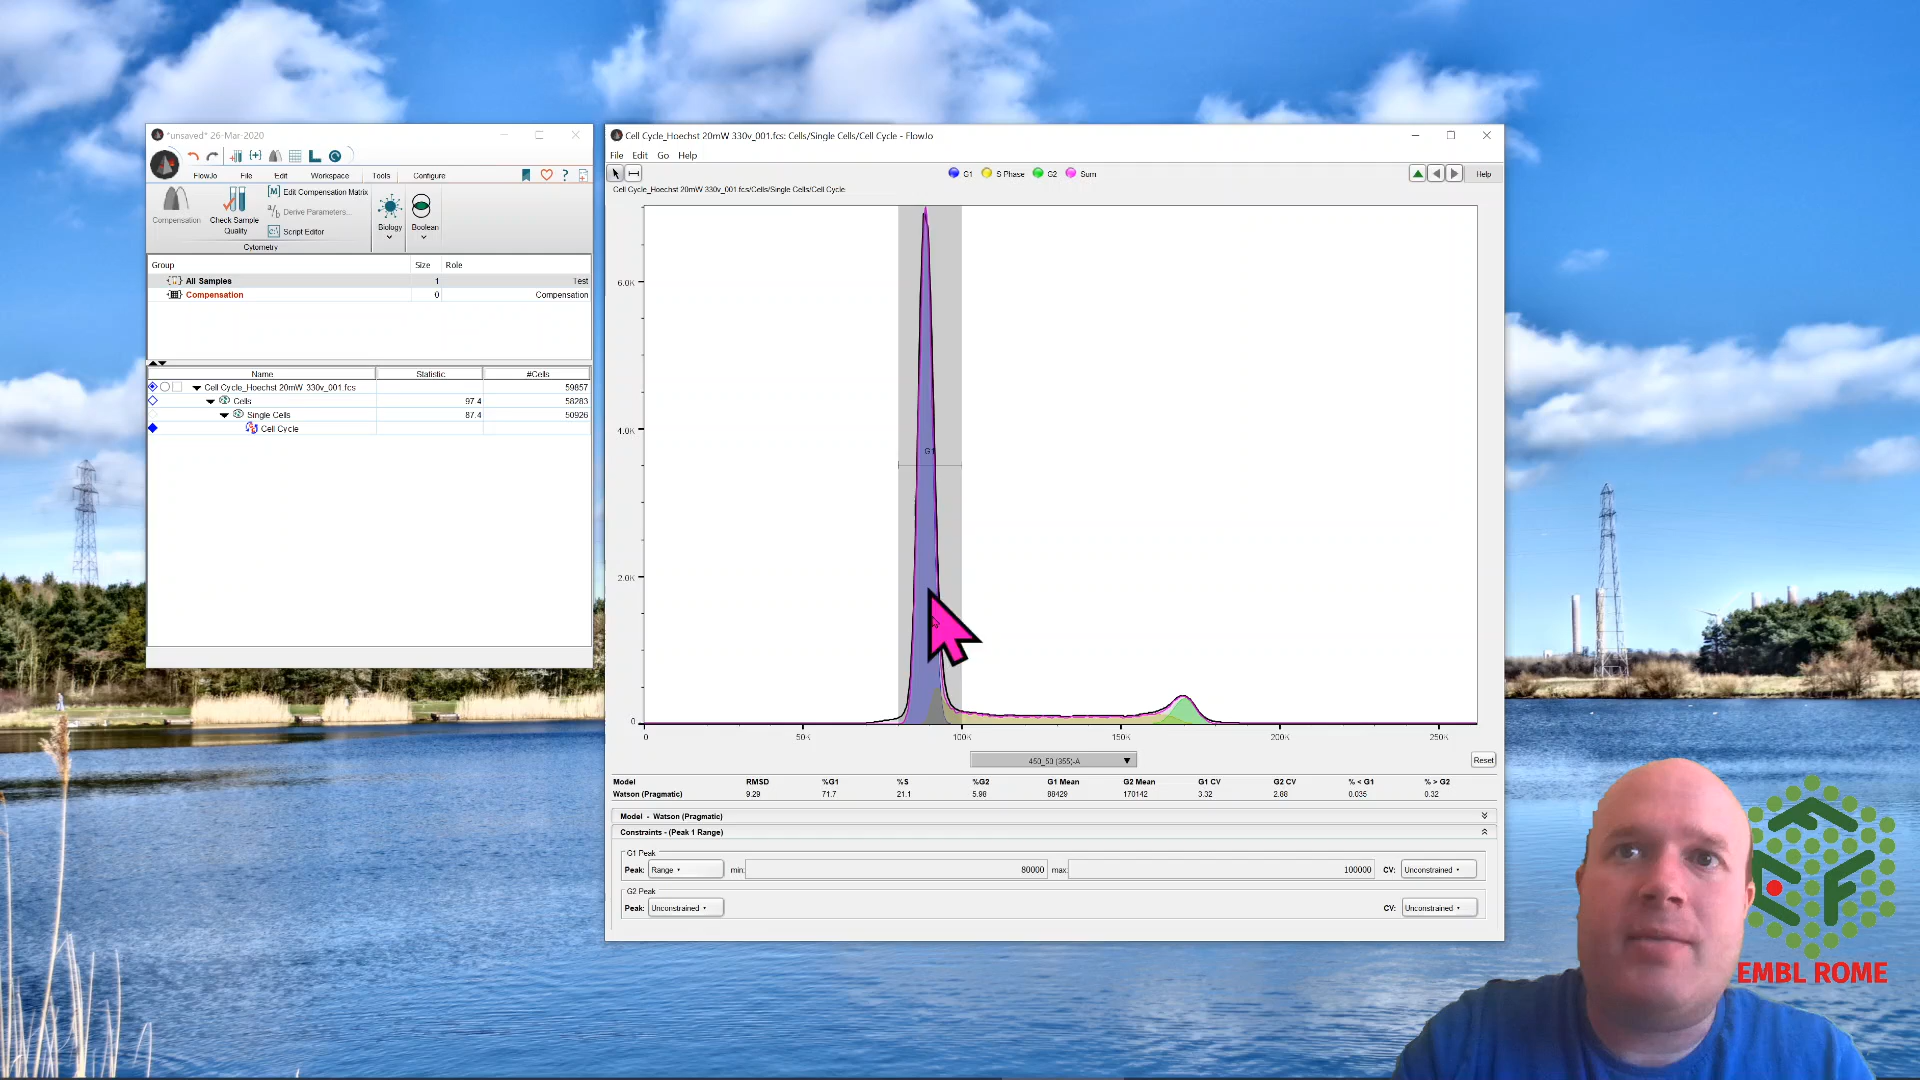 *unsaved* 26-Mar-2020
FlowJo File Edit Workspace Tools Configure
Compensation
Check Sample Quality
Edit Compensation Matrix
Derive Parameters...
Script Editor
Cytometry
Biology
Boolean
Group Size Role
All Samples 1 Test
Compensation 0 Compensation
Name Statistic #Cells
Cell Cycle_Hoechst 20mW 330v_001.fcs 59857
Cells 97.4 58283
Single Cells 87.4 50926
Cell Cycle
Cell Cycle_Hoechst 20mW 330v_001.fcs: Cells/Single Cells/Cell Cycle - FlowJo
File Edit Go Help
G1 S Phase G2 Sum
Help
Cell Cycle_Hoechst 20mW 330v_001.fcs/Cells/Single Cells/Cell Cycle
6.0K
4.0K
2.0K
0
G1
0 50K 100K 150K 200K 250K
450_50 (355)-A
Reset
Model RMSD %G1 %S %G2 G1 Mean G2 Mean G1 CV G2 CV % < G1 % > G2
Watson (Pragmatic) 9.29 71.7 21.1 5.98 88429 170142 3.32 2.88 0.035 0.32
Model - Watson (Pragmatic)
Constraints - (Peak 1 Range)
G1 Peak
Peak: Range min: 80000 max: 100000 CV: Unconstrained
G2 Peak
Peak: Unconstrained CV: Unconstrained
EMBL ROME